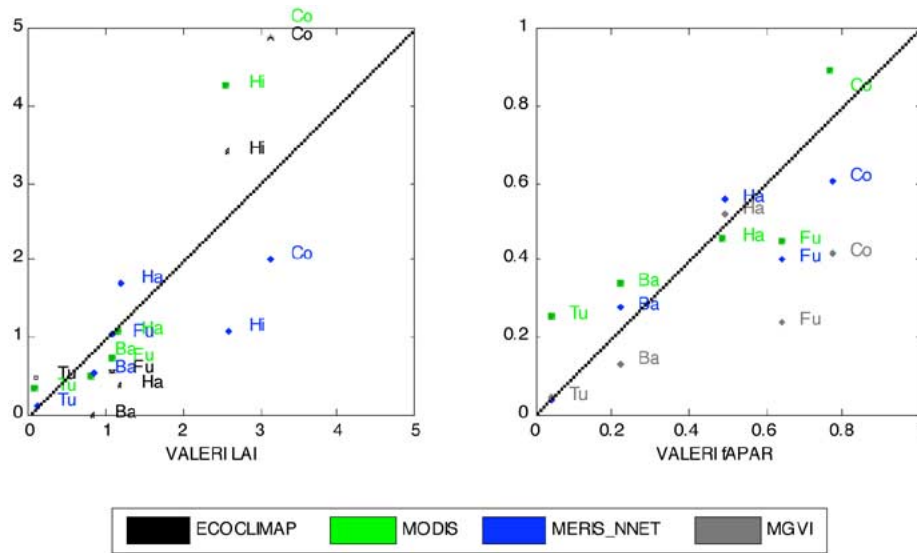 5
4
3
2
1
0
0 1 2 3 4 5
VALERI LAI
Co
Co
Hi
Hi
Co
Ha
Hi
Fu
Ha
Ba
Fu
Tu
Tu
Ba
Fu
Ha
Tu
Ba
1
0.8
0.6
0.4
0.2
0
0 0.2 0.4 0.6 0.8 1
VALERI fAPAR
Co
Co
Ha
Ha
Ha
Fu
Fu
Co
Ba
Ba
Tu
Fu
Ba
Tu
ECOCLIMAP MODIS MERIS_NNET MGVI